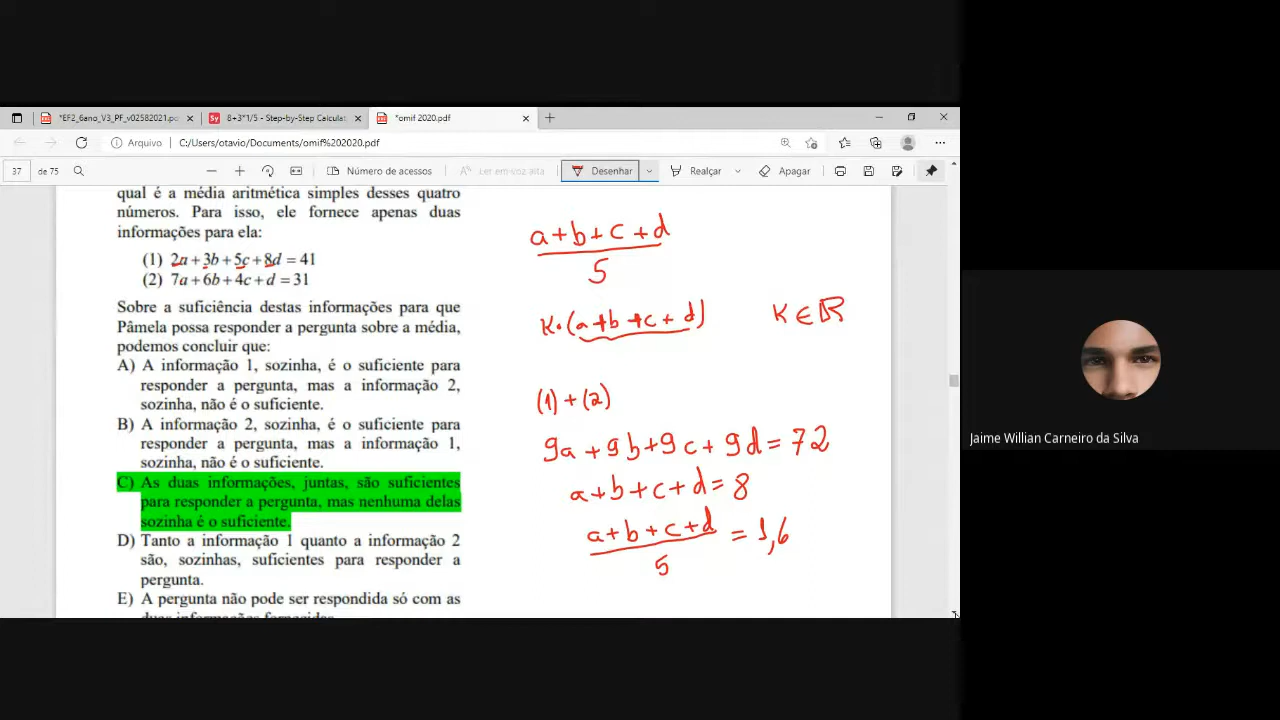 *EF2_6ano_V3_PF_v02582021.p
8+3*1/5 - Step-by-Step Calculat
*omif 2020.pdf
Arquivo
C:/Users/otavio/Documents/omif%202020.pdf
37
de 75
Número de acessos
Ler em voz alta
Desenhar
Realçar
Apagar
qual é a média aritmética simples desses quatro
números. Para isso, ele fornece apenas duas
informações para ela:
(1) 2a + 3b + 5c + 8d = 41
(2) 7a + 6b + 4c + d = 31
Sobre a suficiência destas informações para que
Pâmela possa responder a pergunta sobre a média,
podemos concluir que:
A) A informação 1, sozinha, é o suficiente para
responder a pergunta, mas a informação 2,
sozinha, não é o suficiente.
B) A informação 2, sozinha, é o suficiente para
responder a pergunta, mas a informação 1,
sozinha, não é o suficiente.
C) As duas informações, juntas, são suficientes
para responder a pergunta, mas nenhuma delas
sozinha é o suficiente.
D) Tanto a informação 1 quanto a informação 2
são, sozinhas, suficientes para responder a
pergunta.
E) A pergunta não pode ser respondida só com as
duas informações fornecidas.
a+b+c+d
5
K•(a+b+c+d)
K∈ℝ
(1)+(2)
9a+9b+9c+9d=72
a+b+c+d=8
a+b+c+d
= 1,6
5
Jaime Willian Carneiro da Silva